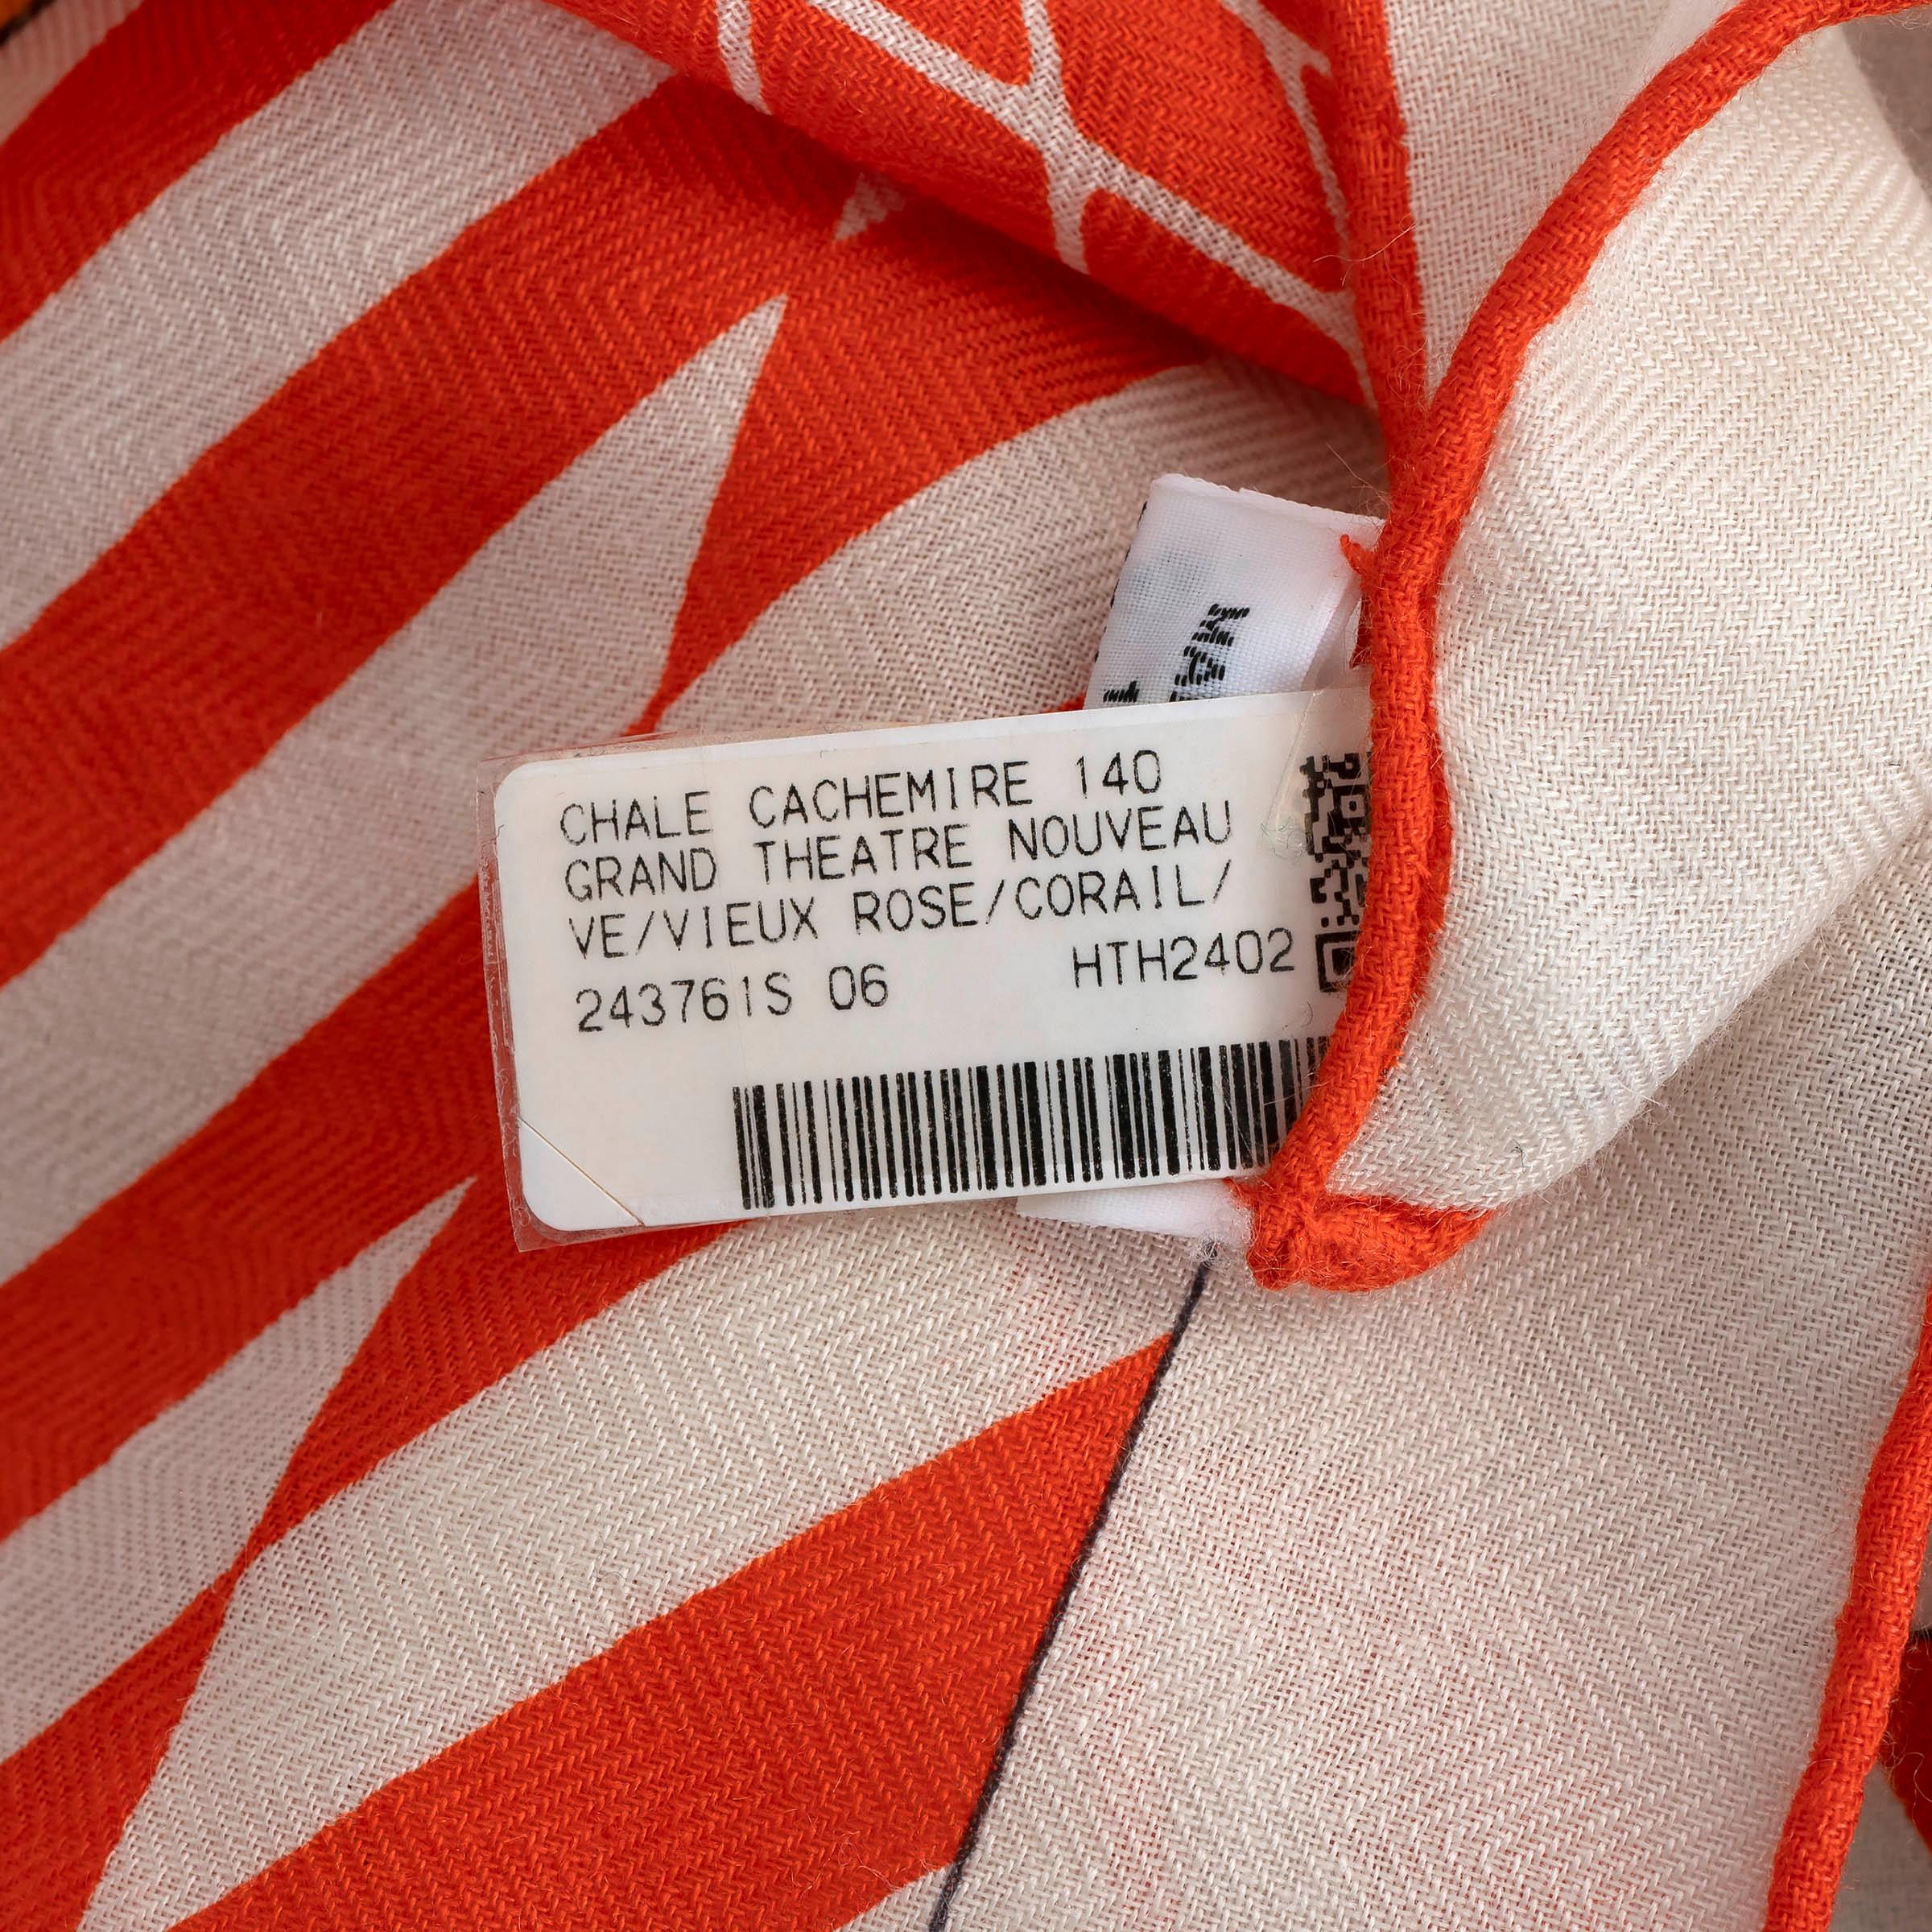 CHALE CACHEMIRE 140
GRAND THEATRE NOUVEAU
VE/VIEUX ROSE/CORAIL/
243761S 06 HTH2402